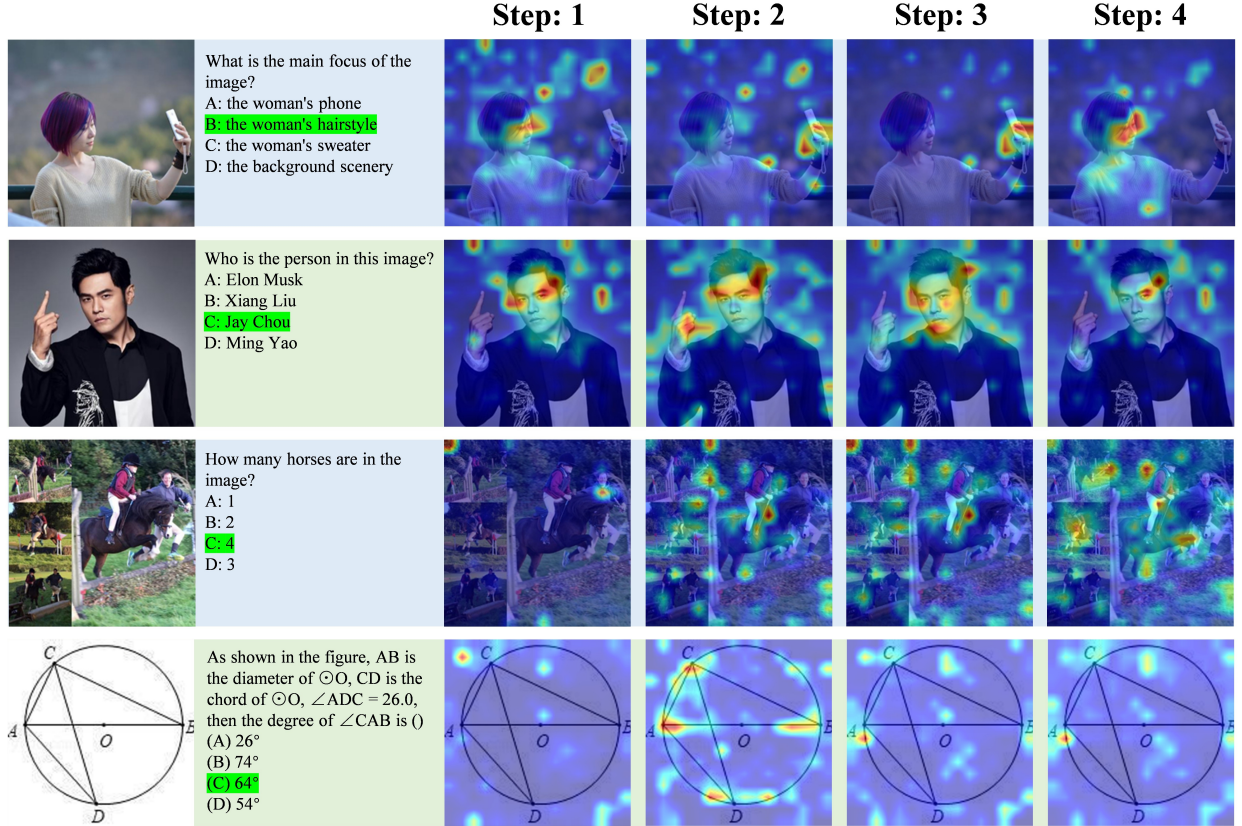 Step: 1
Step: 2
Step: 3
Step: 4
What is the main focus of the
image?
A: the woman's phone
B: the woman's hairstyle
C: the woman's sweater
D: the background scenery
Who is the person in this image?
A: Elon Musk
B: Xiang Liu
C: Jay Chou
D: Ming Yao
How many horses are in the
image?
A: 1
B: 2
C: 4
D: 3
C
A
B
O
D
As shown in the figure, AB is
the diameter of ⊙O, CD is the
chord of ⊙O, ∠ADC = 26.0,
then the degree of ∠CAB is ()
(A) 26°
(B) 74°
(C) 64°
(D) 54°
C
A
B
O
D
C
A
B
O
D
C
A
B
O
D
C
A
B
O
D